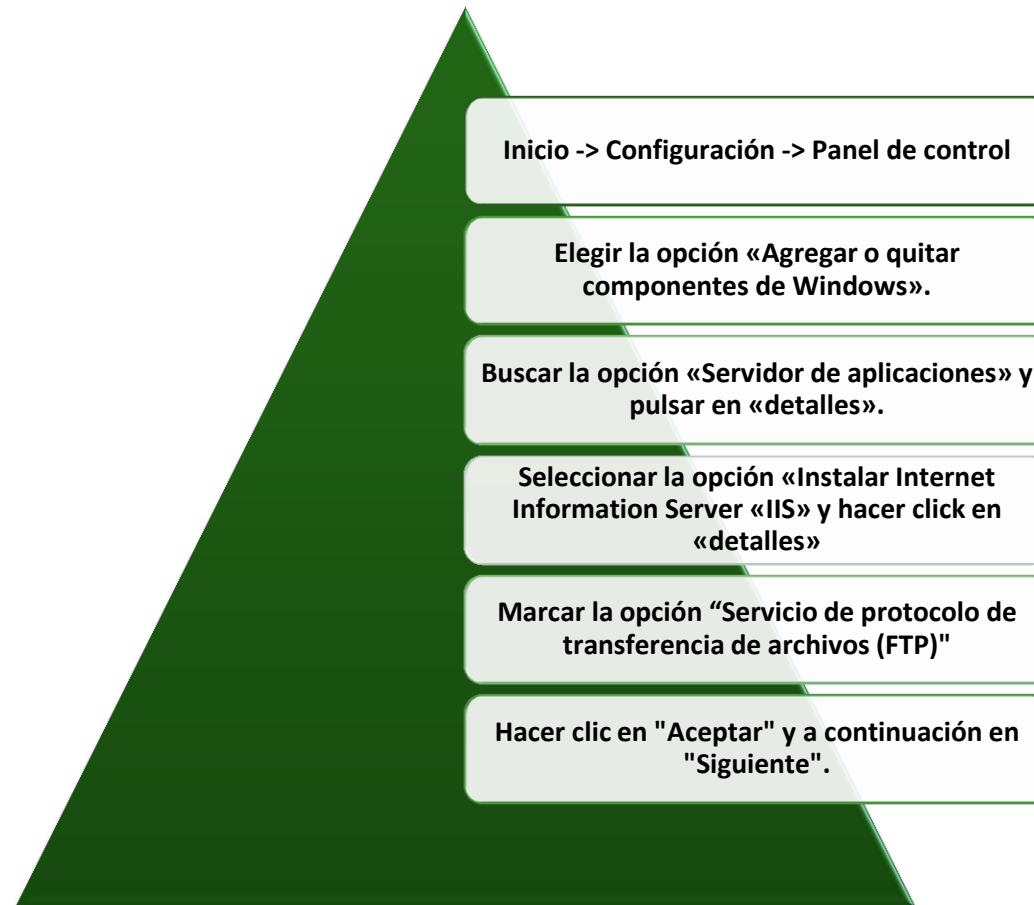 Inicio -> Configuración -> Panel de control
Elegir la opción «Agregar o quitar
componentes de Windows».
Buscar la opción «Servidor de aplicaciones» y
pulsar en «detalles».
Seleccionar la opción «Instalar Internet
Information Server «IIS» y hacer click en
«detalles»
Marcar la opción “Servicio de protocolo de
transferencia de archivos (FTP)"
Hacer clic en "Aceptar" y a continuación en
"Siguiente".